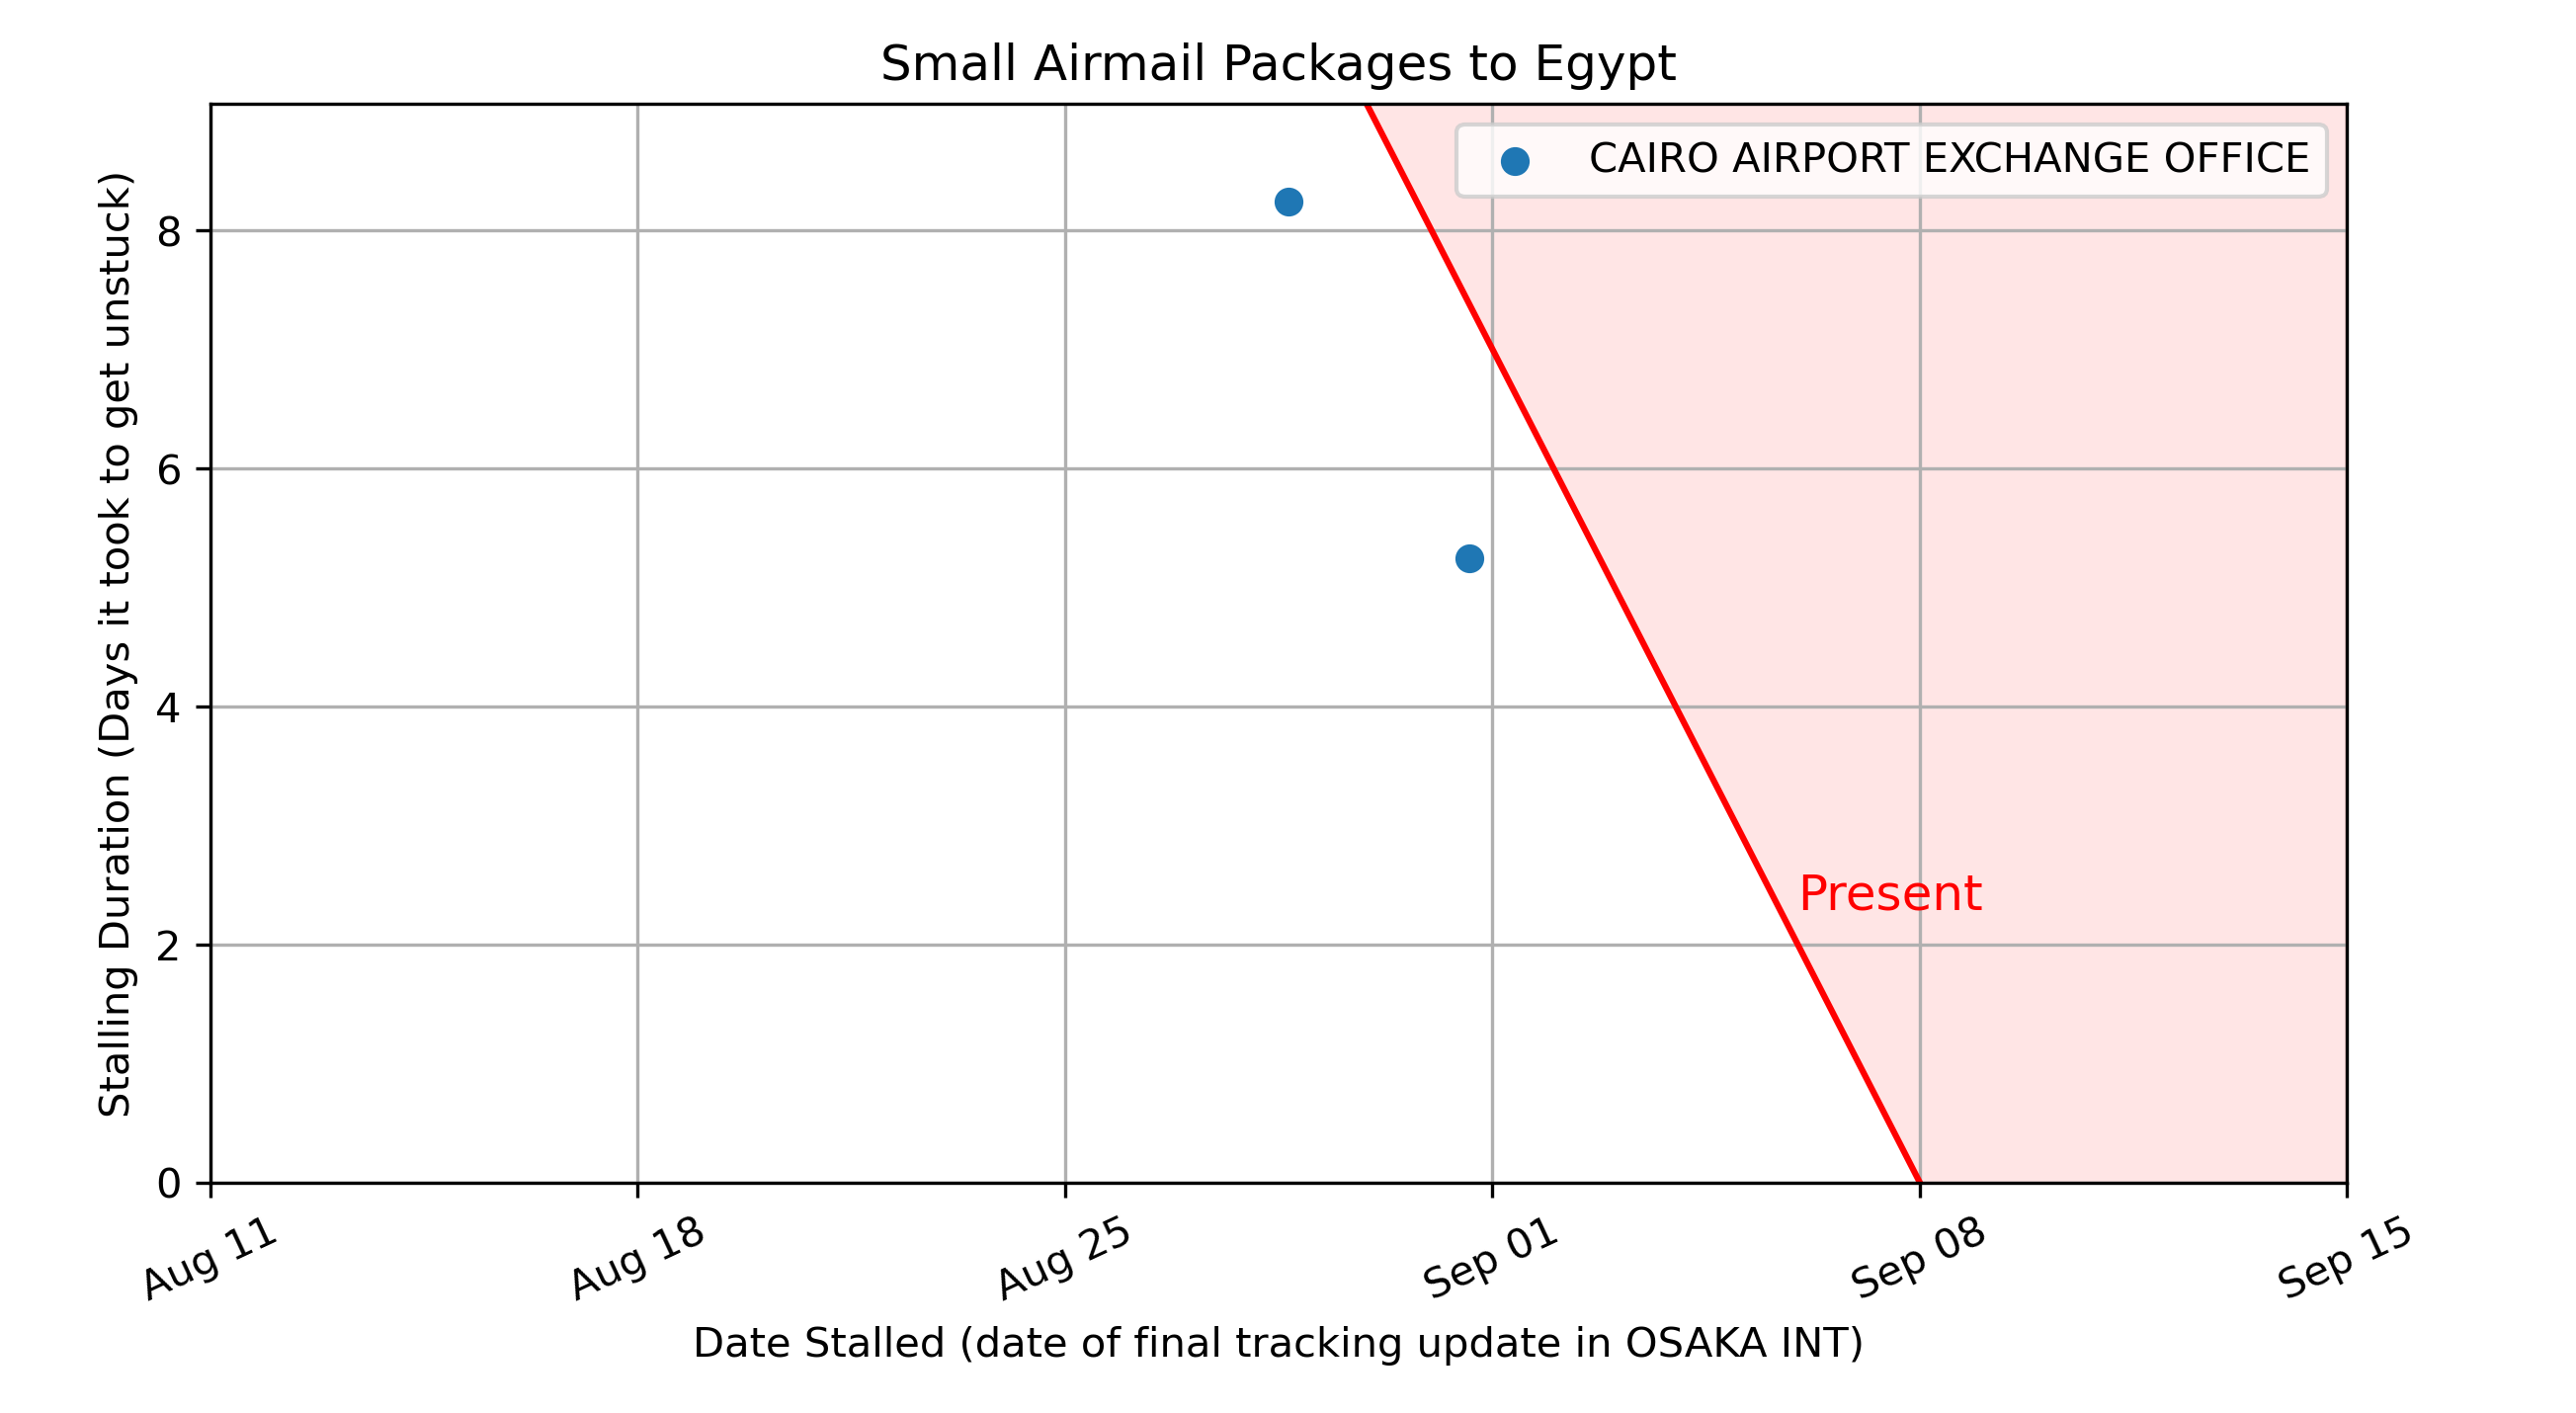 Small Airmail Packages to Egypt
CAIRO AIRPORT EXCHANGE OFFICE
Stalling Duration (Days it took to get unstuck)
8
6
4
2
0
Present
Aug 11
Aug 18
Aug 25
Sep 01
Sep 08
Sep 15
Date Stalled (date of final tracking update in OSAKA INT)